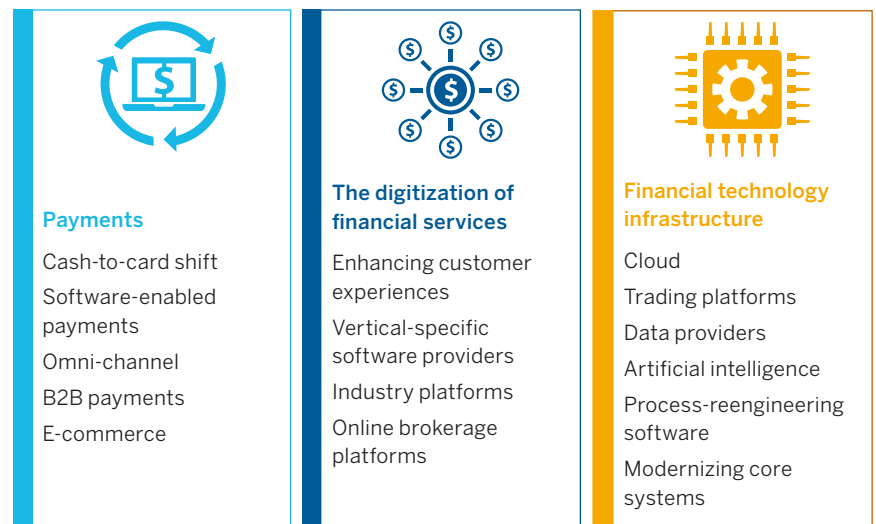 $
Payments
Cash-to-card shift
Software-enabled
payments
Omni-channel
B2B payments
E-commerce
$
$
$
$
$
$
$
$
$
The digitization of
financial services
Enhancing customer
experiences
Vertical-specific
software providers
Industry platforms
Online brokerage
platforms
Financial technology
infrastructure
Cloud
Trading platforms
Data providers
Artificial intelligence
Process-reengineering
software
Modernizing core
systems